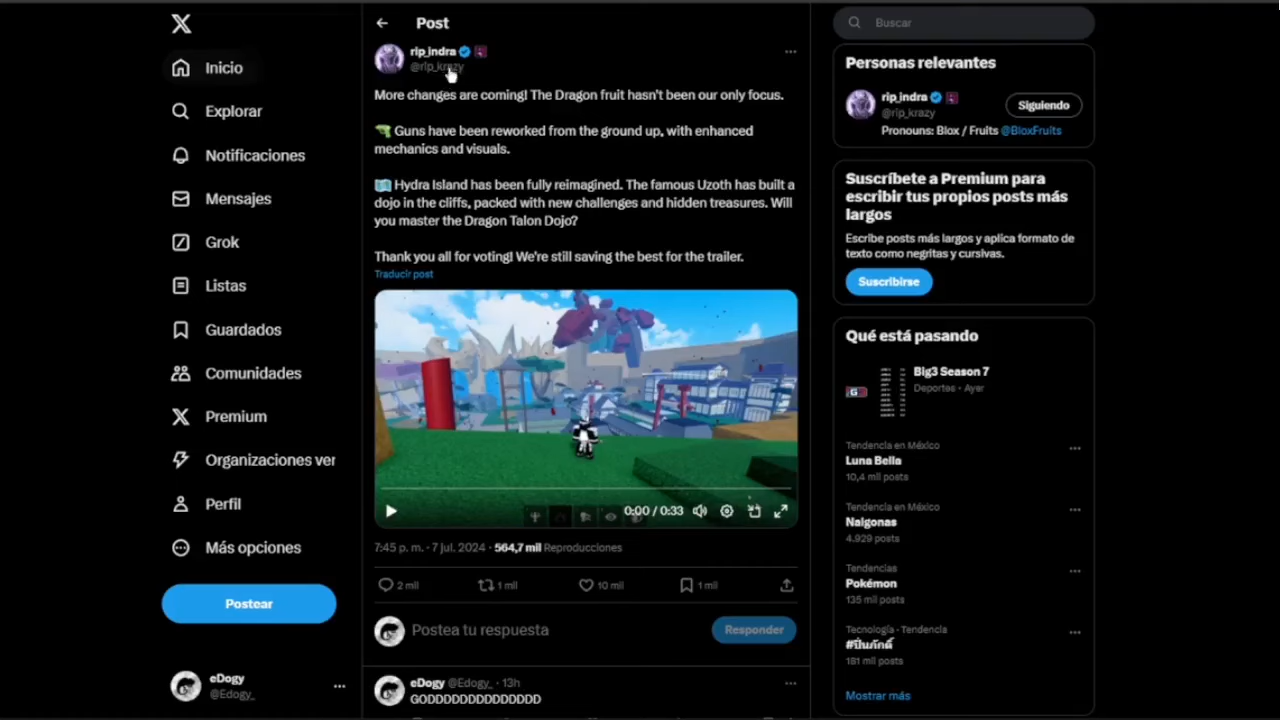 Inicio
Explorar
Notificaciones
Mensajes
Grok
Listas
Guardados
Comunidades
Premium
Organizaciones ver
Perfil
Más opciones
Postear
eDogy
@Edogy_
Post
rip_indra
@rip_krazy
More changes are coming! The Dragon fruit hasn't been our only focus.
Guns have been reworked from the ground up, with enhanced
mechanics and visuals.
Hydra Island has been fully reimagined. The famous Uzoth has built a
dojo in the cliffs, packed with new challenges and hidden treasures. Will
you master the Dragon Talon Dojo?
Thank you all for voting! We're still saving the best for the trailer.
Traducir post
0:00 / 0:33
7:45 p. m. · 7 jul. 2024 · 564,7 mil Reproducciones
2 mil
1 mil
10 mil
1 mil
Postea tu respuesta
Responder
eDogy @Edogy_ · 13h
GODDDDDDDDDDDDDD
Buscar
Personas relevantes
rip_indra
@rip_krazy
Siguiendo
Pronouns: Blox / Fruits @BloxFruits
Suscríbete a Premium para
escribir tus propios posts más
largos
Escribe posts más largos y aplica formato de
texto como negritas y cursivas.
Suscribirse
Qué está pasando
Big3 Season 7
Deportes · Ayer
Tendencia en México
Luna Bella
10,4 mil posts
Tendencia en México
Nalgonas
4.929 posts
Tendencias
Pokémon
135 mil posts
Tecnología · Tendencia
#ปิ่นภักดิ์
181 mil posts
Mostrar más